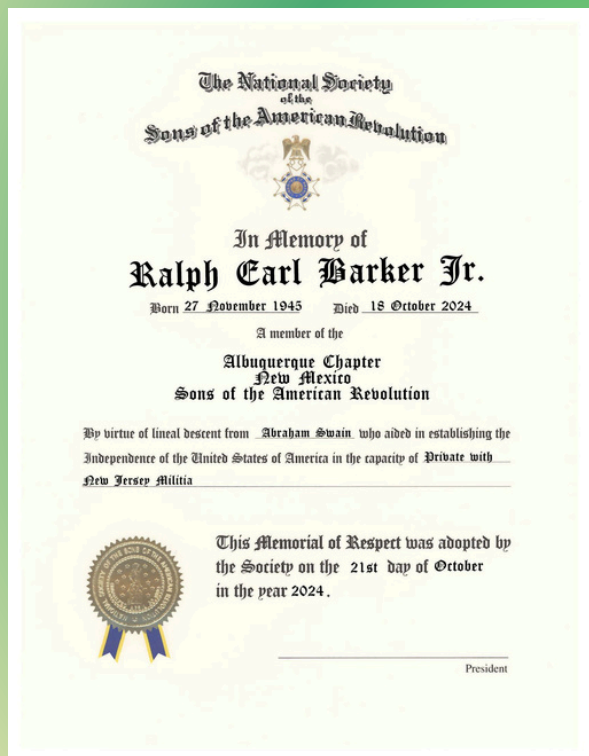 The National Society
of the
Sons of the American Revolution
In Memory of
Ralph Earl Barker Jr.
Born 27 November 1945 Died 18 October 2024
A member of the
Albuquerque Chapter
New Mexico
Sons of the American Revolution
By virtue of lineal descent from Abraham Swain who aided in establishing the
Independence of the United States of America in the capacity of Private with
New Jersey Militia
This Memorial of Respect was adopted by
the Society on the 21st day of October
in the year 2024.
President